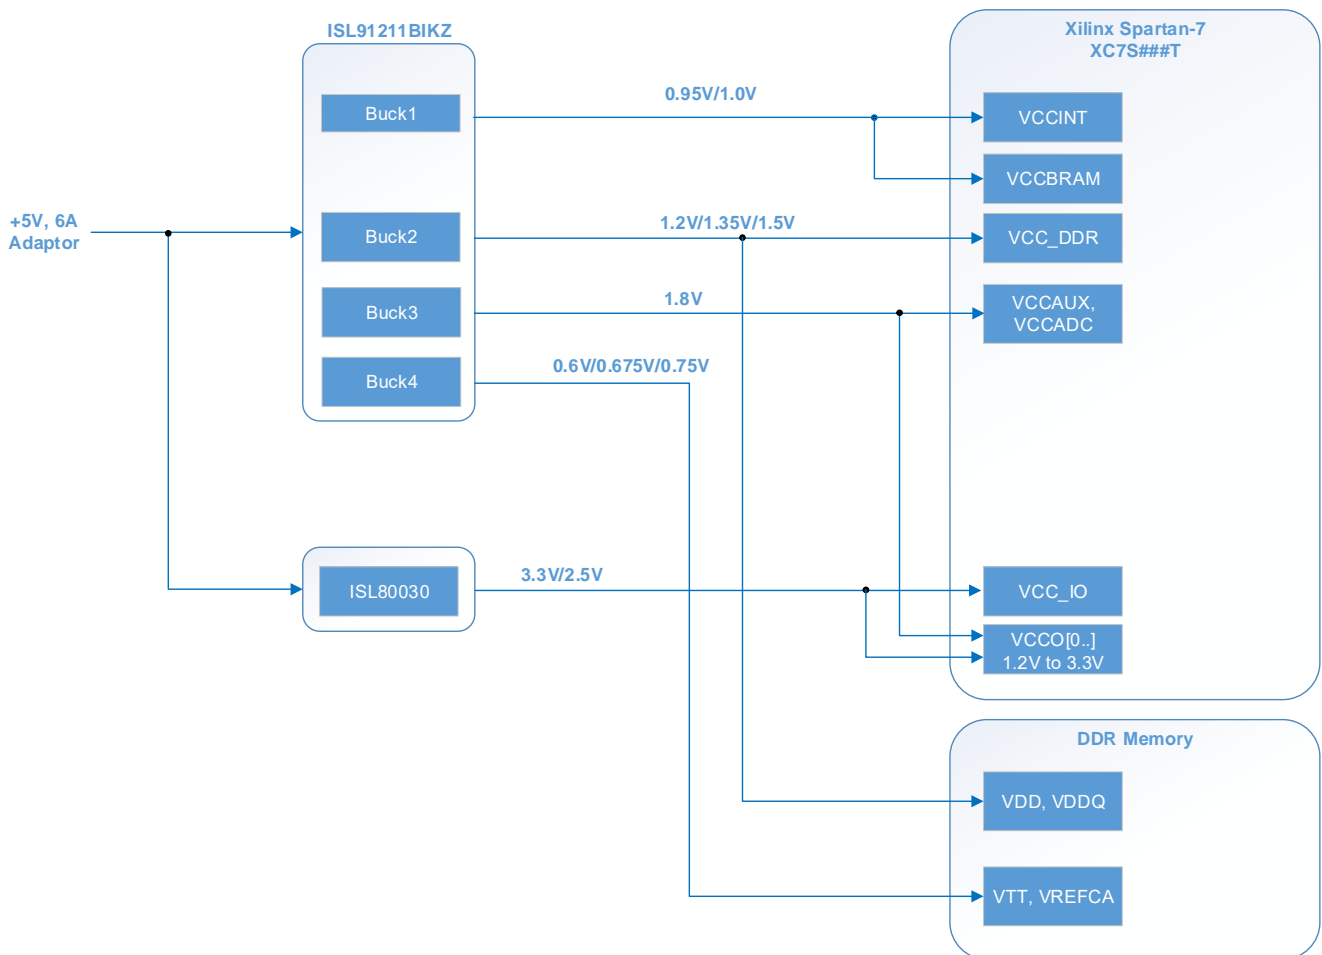 ISL91211BIKZ
Buck1
Buck2
Buck3
Buck4
+5V, 6A
Adaptor
ISL80030
0.95V/1.0V
1.2V/1.35V/1.5V
1.8V
0.6V/0.675V/0.75V
3.3V/2.5V
Xilinx Spartan-7
XC7S###T
VCCINT
VCCBRAM
VCC_DDR
VCCAUX,
VCCADC
VCC_IO
VCCO[0..]
1.2V to 3.3V
DDR Memory
VDD, VDDQ
VTT, VREFCA